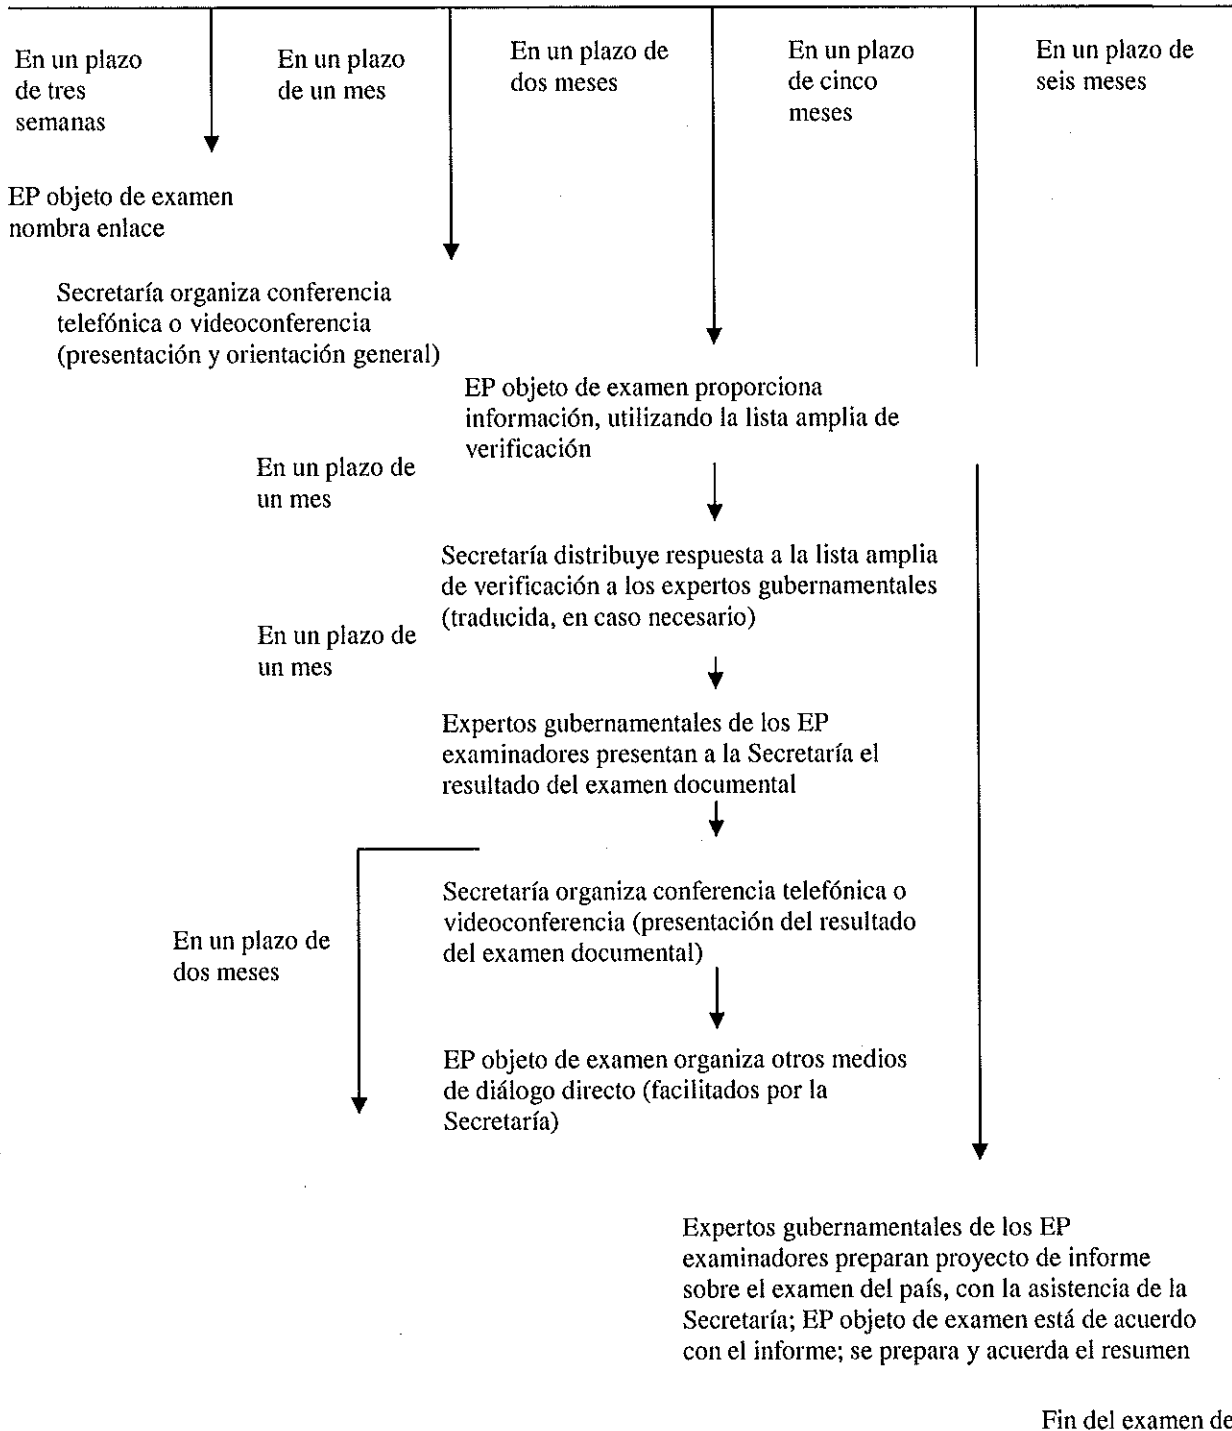 En un plazo
de tres
semanas
En un plazo
de un mes
En un plazo de
dos meses
En un plazo
de cinco
meses
En un plazo de
seis meses
EP objeto de examen
nombra enlace
Secretaría organiza conferencia
telefónica o videoconferencia
(presentación y orientación general)
EP objeto de examen proporciona
información, utilizando la lista amplia de
verificación
En un plazo de
un mes
Secretaría distribuye respuesta a la lista amplia
de verificación a los expertos gubernamentales
(traducida, en caso necesario)
En un plazo de
un mes
Expertos gubernamentales de los EP
examinadores presentan a la Secretaría el
resultado del examen documental
Secretaría organiza conferencia telefónica o
videoconferencia (presentación del resultado
del examen documental)
En un plazo de
dos meses
EP objeto de examen organiza otros medios
de diálogo directo (facilitados por la
Secretaría)
Expertos gubernamentales de los EP
examinadores preparan proyecto de informe
sobre el examen del país, con la asistencia de la
Secretaría; EP objeto de examen está de acuerdo
con el informe; se prepara y acuerda el resumen
Fin del examen de